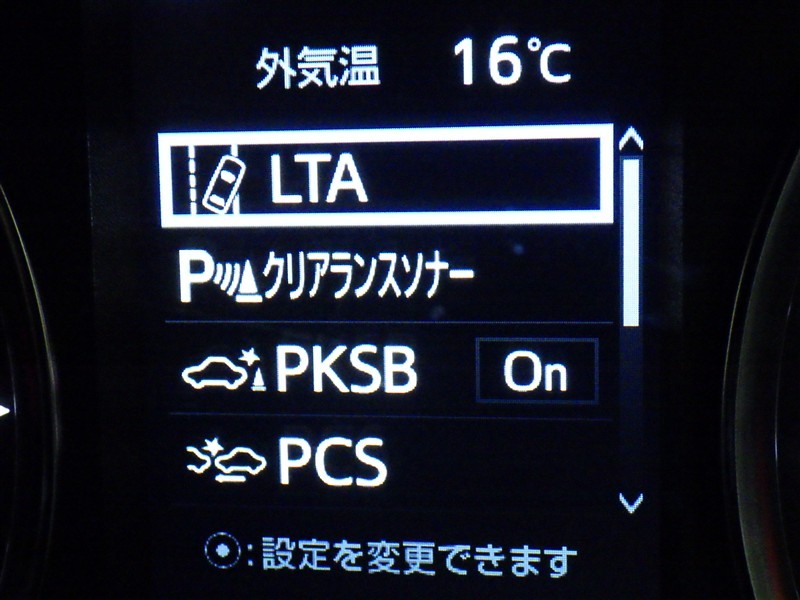 外気温 16℃
LTA
Pクリアランスソナー
PKSB On
PCS
:設定を変更できます